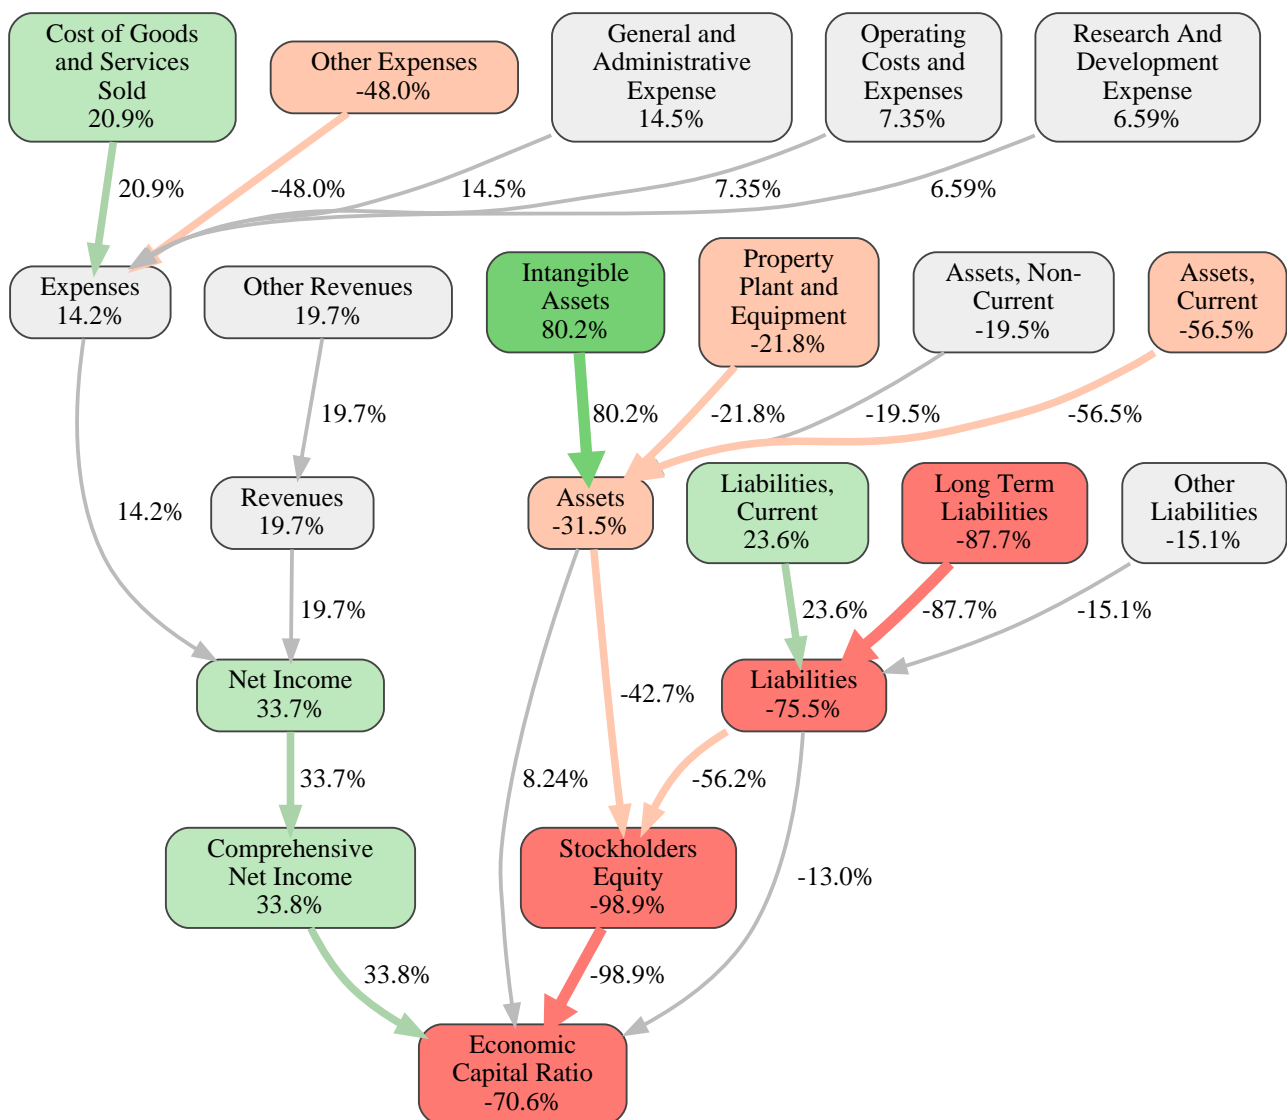 Cost of Goods
and Services
Sold
20.9%
Other Expenses
-48.0%
General and
Administrative
Expense
14.5%
Operating
Costs and
Expenses
7.35%
Research And
Development
Expense
6.59%
20.9%
-48.0%
14.5%
7.35%
6.59%
Expenses
14.2%
Other Revenues
19.7%
Intangible
Assets
80.2%
Property
Plant and
Equipment
-21.8%
Assets, Non-
Current
-19.5%
Assets,
Current
-56.5%
19.7%
80.2%
-21.8%
-19.5%
-56.5%
14.2%
Revenues
19.7%
Assets
-31.5%
Liabilities,
Current
23.6%
Long Term
Liabilities
-87.7%
Other
Liabilities
-15.1%
19.7%
23.6%
-87.7%
-15.1%
Net Income
33.7%
-42.7%
Liabilities
-75.5%
33.7%
8.24%
-56.2%
Comprehensive
Net Income
33.8%
Stockholders
Equity
-98.9%
-13.0%
33.8%
-98.9%
Economic
Capital Ratio
-70.6%